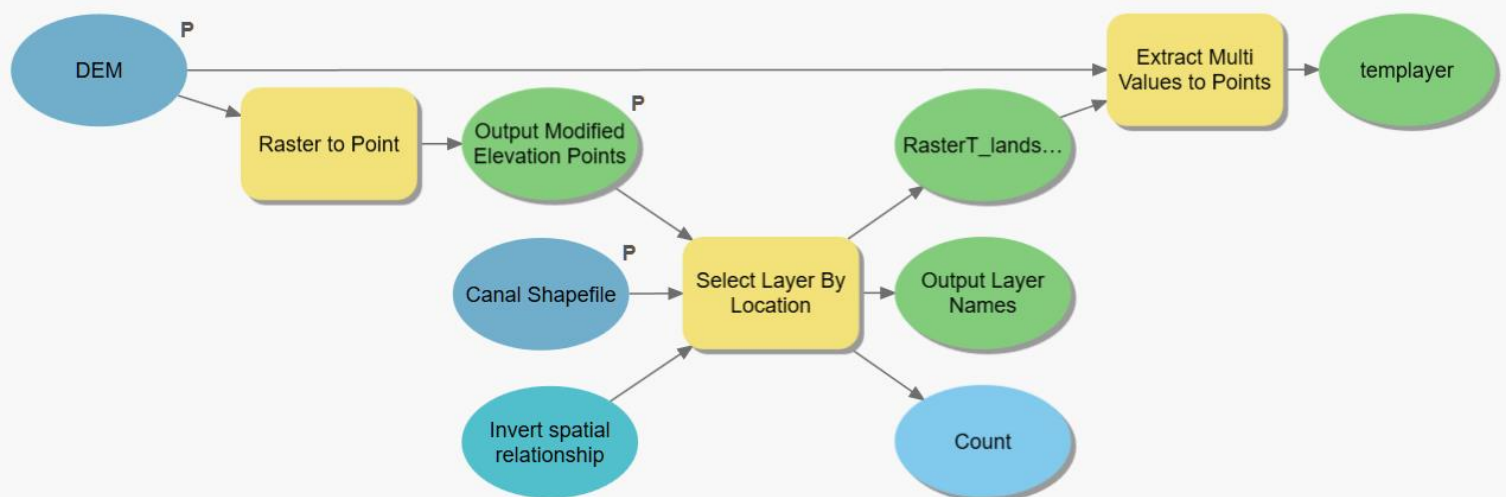 P
DEM
Raster to Point
P
Output Modified
Elevation Points
P
Canal Shapefile
Invert spatial
relationship
Select Layer By
Location
RasterT_lands...
Output Layer
Names
Count
Extract Multi
Values to Points
templayer